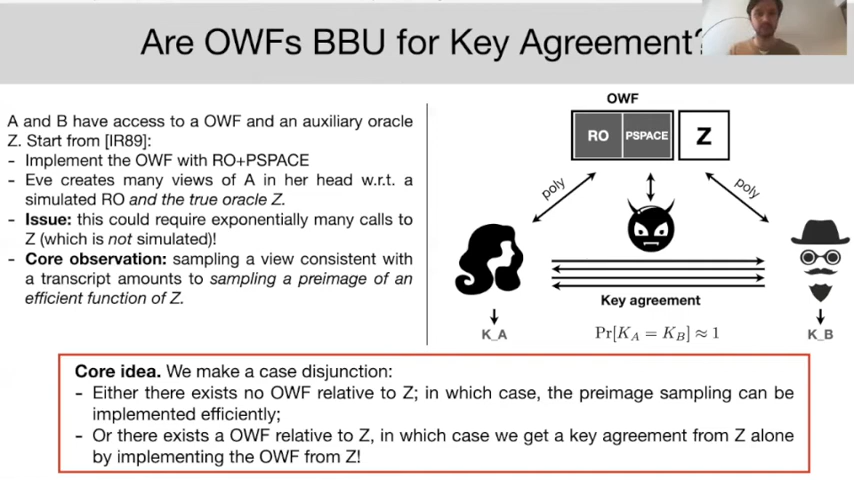 Are OWFs BBU for Key Agreement?
A and B have access to a OWF and an auxiliary oracle
Z. Start from [IR89]:
- Implement the OWF with RO+PSPACE
- Eve creates many views of A in her head w.r.t. a
simulated RO and the true oracle Z.
- Issue: this could require exponentially many calls to
Z (which is not simulated)!
- Core observation: sampling a view consistent with
a transcript amounts to sampling a preimage of an
efficient function of Z.
OWF
RO
PSPACE
Z
poly
poly
Key agreement
K_A
Pr[K_A = K_B] ≈ 1
K_B
Core idea. We make a case disjunction:
- Either there exists no OWF relative to Z; in which case, the preimage sampling can be
implemented efficiently;
- Or there exists a OWF relative to Z, in which case we get a key agreement from Z alone
by implementing the OWF from Z!